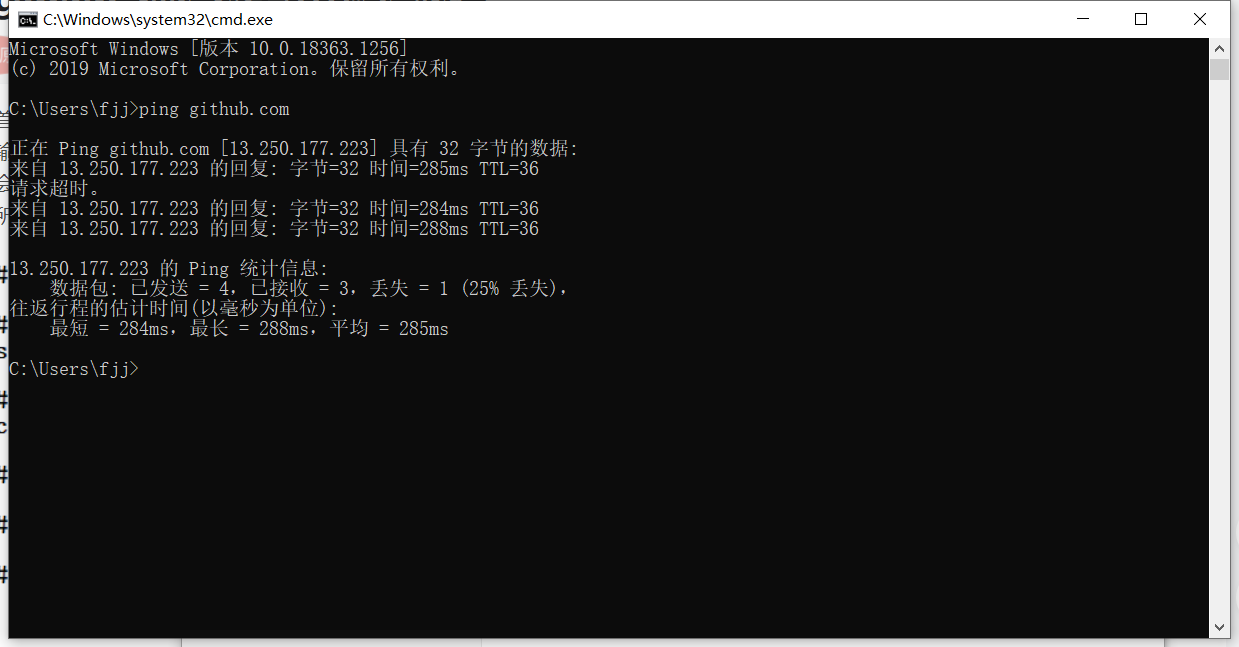 C:\Windows\system32\cmd.exe
Microsoft Windows [版本 10.0.18363.1256]
(c) 2019 Microsoft Corporation。保留所有权利。
C:\Users\fjj>ping github.com
正在 Ping github.com [13.250.177.223] 具有 32 字节的数据:
来自 13.250.177.223 的回复: 字节=32 时间=285ms TTL=36
请求超时。
来自 13.250.177.223 的回复: 字节=32 时间=284ms TTL=36
来自 13.250.177.223 的回复: 字节=32 时间=288ms TTL=36
13.250.177.223 的 Ping 统计信息:
数据包: 已发送 = 4，已接收 = 3，丢失 = 1 (25% 丢失)，
往返行程的估计时间(以毫秒为单位):
最短 = 284ms，最长 = 288ms，平均 = 285ms
C:\Users\fjj>